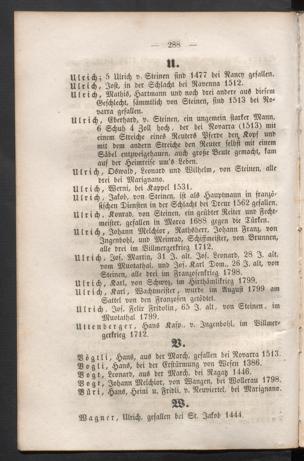 — 288 —
U.
Ulrich; 5 Ulrich v. Steinen sind 1477 bei Nancy gefallen.
Ulrich, Jost, in der Schlacht bei Ravenna 1512.
Ulrich, Mathis, Hartmann und noch drei andere aus diesem
Geschlecht, sämmtlich von Steinen, sind 1513 bei No-
varra gefallen.
Ulrich, Eberhard, v. Steinen, ein ungemein starker Mann,
6 Schuh 4 Zoll hoch, der bei Novarra (1513) mit
einem Streiche eines Reuters Pferde den Kopf und
mit dem andern Streiche den Reuter selbst mit einem
Säbel entzweigehauen, auch große Beute gemacht, kam
auf der Heimreise um's Leben.
Ulrich, Oswald, Leonard und Wilhelm, von Steinen, alle
drei bei Marignano.
Ulrich, Werni, bei Kappel 1531.
Ulrich, Jakob, von Steinen, ist als Hauptmann in franzö-
sischen Diensten in der Schlacht bei Dreux 1562 gefallen.
Ulrich, Konrad, von Steinen, ein geübter Reiter und Fecht-
meister, gefallen in Morea 1688 gegen die Türken.
Ulrich, Johann Melchior, Rathsherr, Johann Franz, von
Ingenbohl, und Meinrad, Schiffmeister, von Brunnen,
alle drei im Villmergerkrieg 1712.
Ulrich, Jos. Martin, 31 J. alt, Jos. Leonard, 28 J. alt,
vom Muotathal, und Jos. Karl Dom., 26 J. alt, von
Steinen, alle drei im Franzosenkrieg 1798.
Ulrich, Karl, von Schwyz, im Hirthhemlikrieg 1799.
Ulrich, Karl, Wachtmeister, wurde im August 1799 am
Sattel von den Franzosen getödtet.
Ulrich, Jos. Felix Fridolin, 65 J. alt, von Steinen, im
Muotathal 1799.
Uttenberger, Hans Kasp. v. Ingenbohl, im Villmer-
gerkrieg 1712.
V.
Vögtli, Hans, aus der March, gefallen bei Novarra 1513.
Vogt, Hans, bei der Erstürmung von Wesen 1386.
Vogt, Leonard, aus der March, bei Ragaz 1446.
Vogt, Johann Melchior, von Wangen, bei Wollerau 1798.
Büri, Hans, Heini u. Fridli, v. Neuviertel, bei Marignano.
W.
Wagner, Ulrich, gefallen bei St. Jakob 1444.